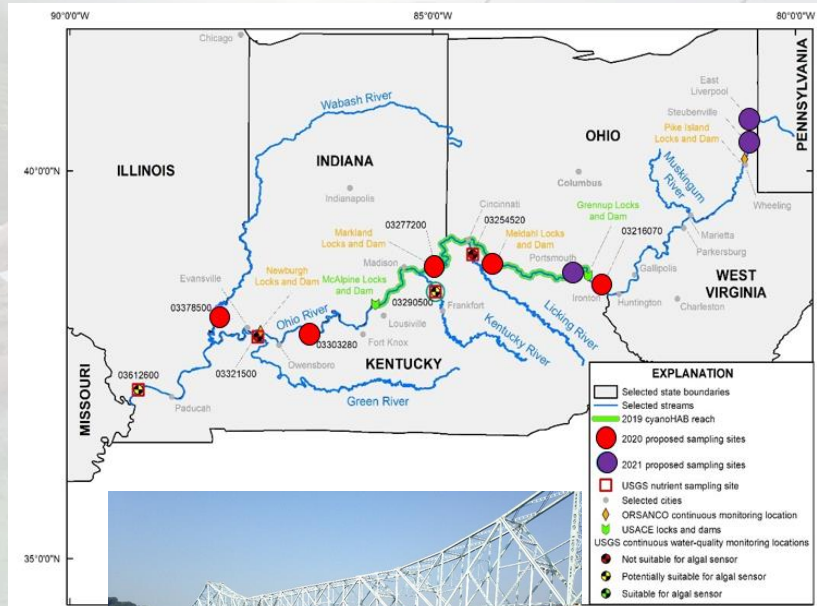 90°0'0"W
85°0'0"W
80°0'0"W
40°0'0"N
35°0'0"N
Chicago
Wabash River
ILLINOIS
INDIANA
OHIO
PENNSYLVANIA
East
Liverpool
Steubenville
Pike Island
Locks and Dam
Wheeling
Muskingum
River
Marietta
Parkersburg
Indianapolis
Columbus
Cincinnati
03277200
03254520
Markland
Locks and Dam
Meldahl Locks
and Dam
Grennup Locks
and Dam
Portsmouth
03216070
Madison
Gallipolis
WEST
VIRGINIA
Evansville
Newburgh
Locks and Dam
McAlpine Locks
and Dam
03290500
Frankfort
Ironton
Huntington
Charleston
03378500
Ohio River
Lousiville
Licking River
Kentucky River
Fort Knox
Owensboro
03303280
KENTUCKY
03321500
Green River
03612600
Paducah
MISSOURI
EXPLANATION
Selected state boundaries
Selected streams
2019 cyanoHAB reach
2020 proposed sampling sites
2021 proposed sampling sites
USGS nutrient sampling site
Selected cities
ORSANCO continuous monitoring location
USACE locks and dams
USGS continuous water-quality monitoring locations
Not suitable for algal sensor
Potentially suitable for algal sensor
Suitable for algal sensor